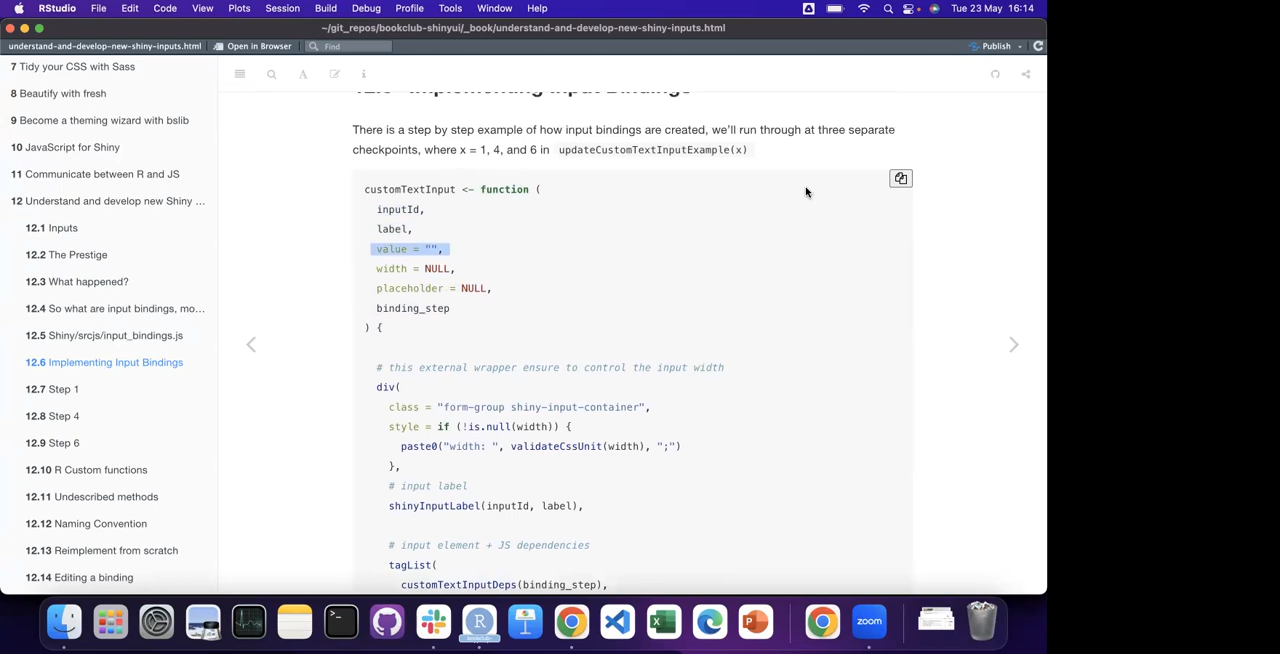 RStudio File Edit Code View Plots Session Build Debug Profile Tools Window Help Tue 23 May 16:14
~/git_repos/bookclub-shinyui/_book/understand-and-develop-new-shiny-inputs.html
understand-and-develop-new-shiny-inputs.html Open in Browser Find Publish
7 Tidy your CSS with Sass
8 Beautify with fresh
9 Become a theming wizard with bslib
10 JavaScript for Shiny
11 Communicate between R and JS
12 Understand and develop new Shiny ...
12.1 Inputs
12.2 The Prestige
12.3 What happened?
12.4 So what are input bindings, mo...
12.5 Shiny/srcjs/input_bindings.js
12.6 Implementing Input Bindings
12.7 Step 1
12.8 Step 4
12.9 Step 6
12.10 R Custom functions
12.11 Undescribed methods
12.12 Naming Convention
12.13 Reimplement from scratch
12.14 Editing a binding
12.6 Implementing Input Bindings
There is a step by step example of how input bindings are created, we'll run through at three separate
checkpoints, where x = 1, 4, and 6 in updateCustomTextInputExample(x)
customTextInput <- function (
inputId,
label,
value = "",
width = NULL,
placeholder = NULL,
binding_step
) {
# this external wrapper ensure to control the input width
div(
class = "form-group shiny-input-container",
style = if (!is.null(width)) {
paste0("width: ", validateCssUnit(width), ";")
},
# input label
shinyInputLabel(inputId, label),
# input element + JS dependencies
tagList(
customTextInputDeps(binding_step),
zoom